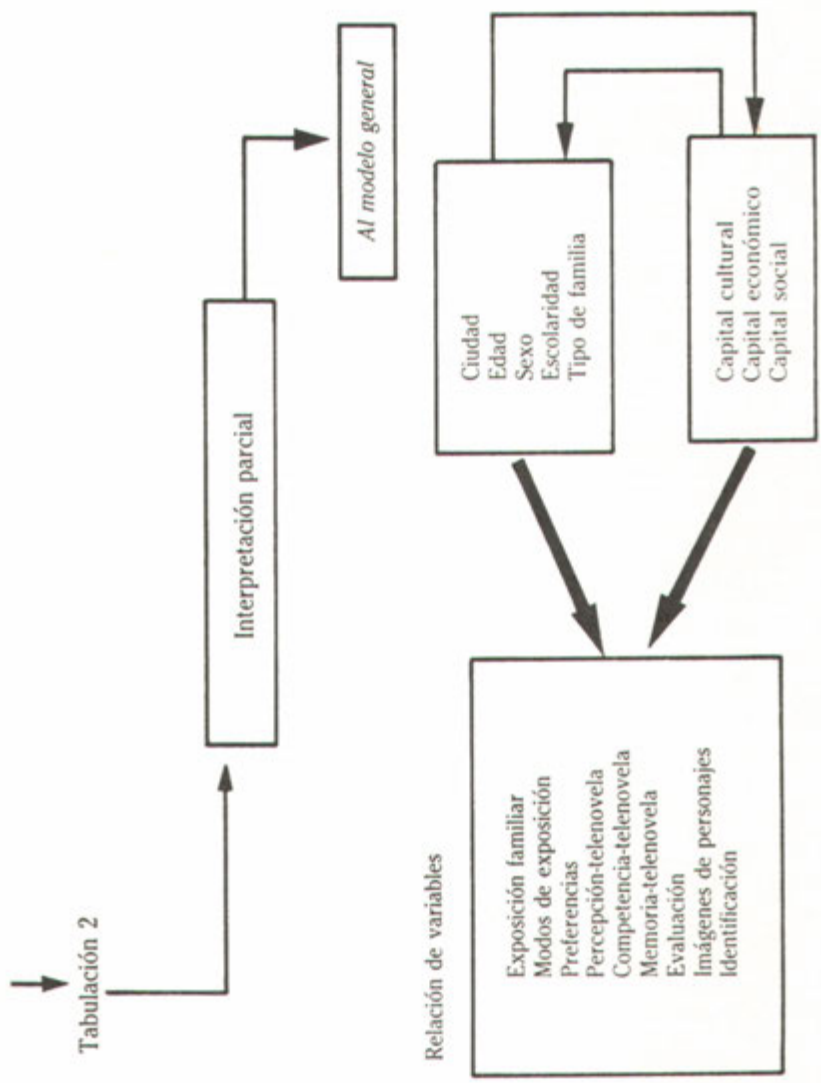 Tabulación 2
Interpretación parcial
Al modelo general
Relación de variables
Exposición familiar
Modos de exposición
Preferencias
Percepción-telenovela
Competencia-telenovela
Memoria-telenovela
Evaluación
Imágenes de personajes
Identificación
Ciudad
Edad
Sexo
Escolaridad
Tipo de familia
Capital cultural
Capital económico
Capital social